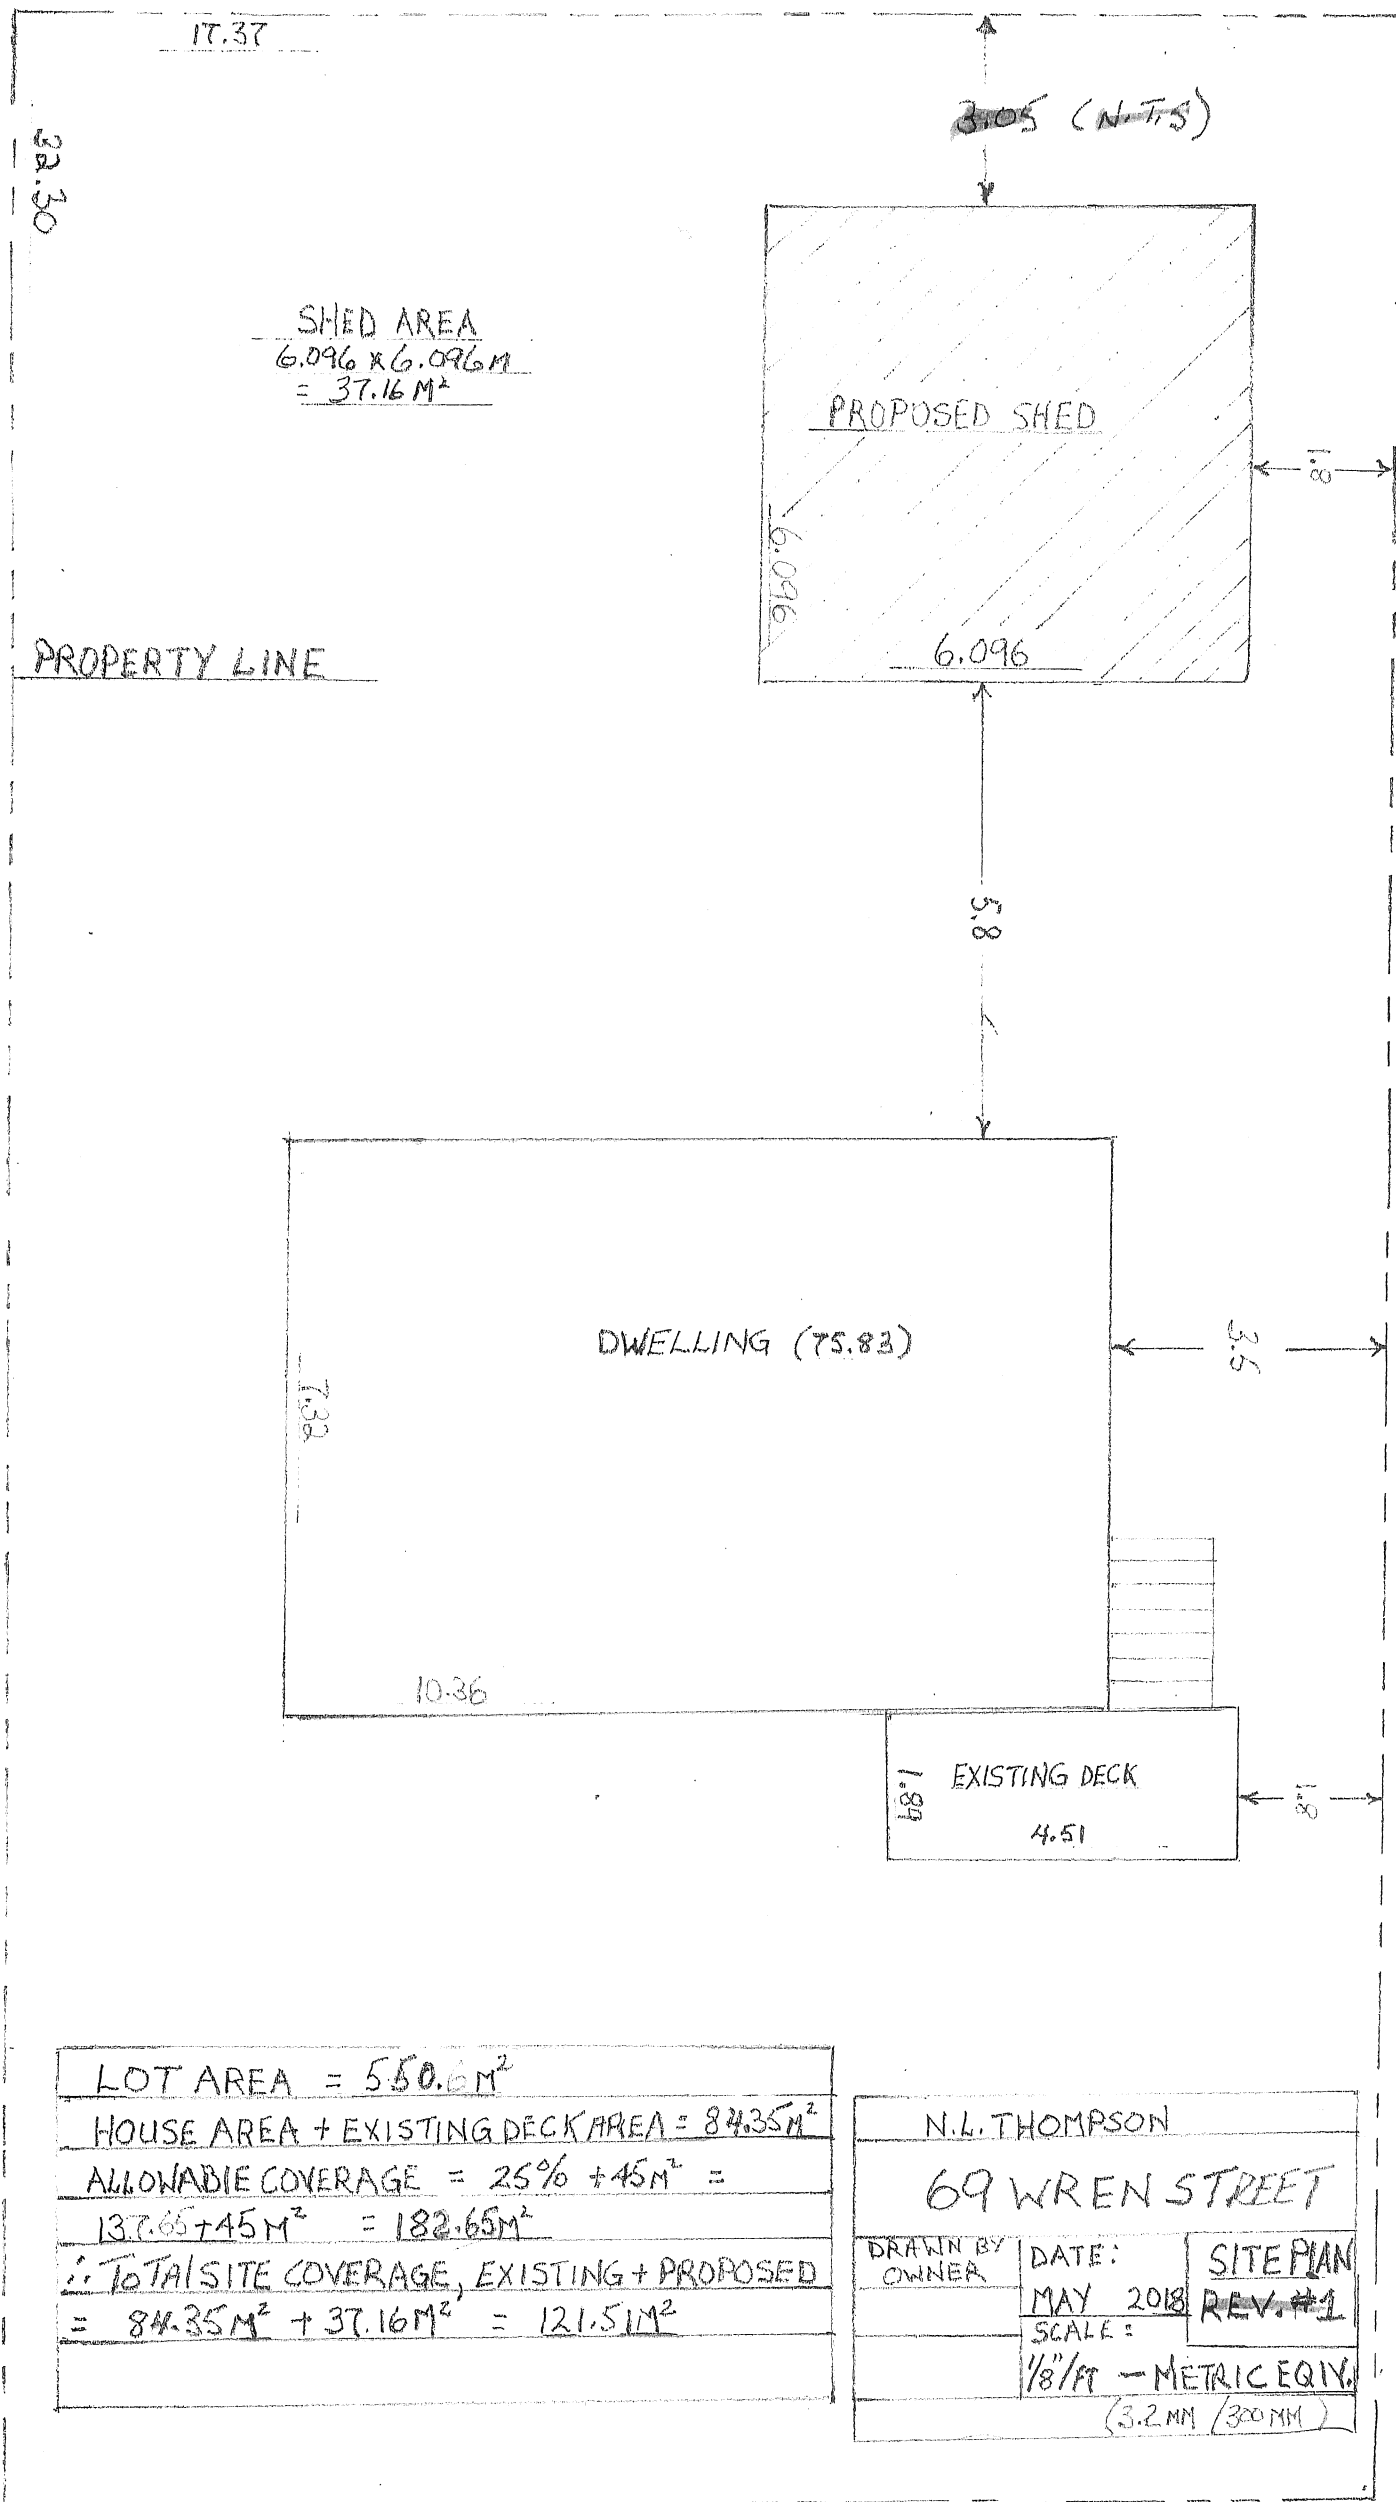 17.37
3.05 (N.T.S)
32.30
SHED AREA
6.096 x 6.096M
= 37.16 M²
PROPOSED SHED
1.8
6.096
6.096
PROPERTY LINE
5.8
DWELLING (75.83)
3.5
7.32
10.36
EXISTING DECK
1.89
4.51
1.8
LOT AREA = 550.6 M²
HOUSE AREA + EXISTING DECK AREA = 84.35M²
ALLOWABLE COVERAGE = 25% + 45M² =
137.65 + 45 M² = 182.65M²
∴ TOTAL SITE COVERAGE, EXISTING + PROPOSED
= 84.35M² + 37.16M² = 121.51M²
N.L. THOMPSON
69 WREN STREET
DRAWN BY
OWNER
DATE:
MAY 2018
SITE PLAN
REV. #1
SCALE:
1/8"/FT - METRIC EQIV.
(3.2 MM / 300 MM)